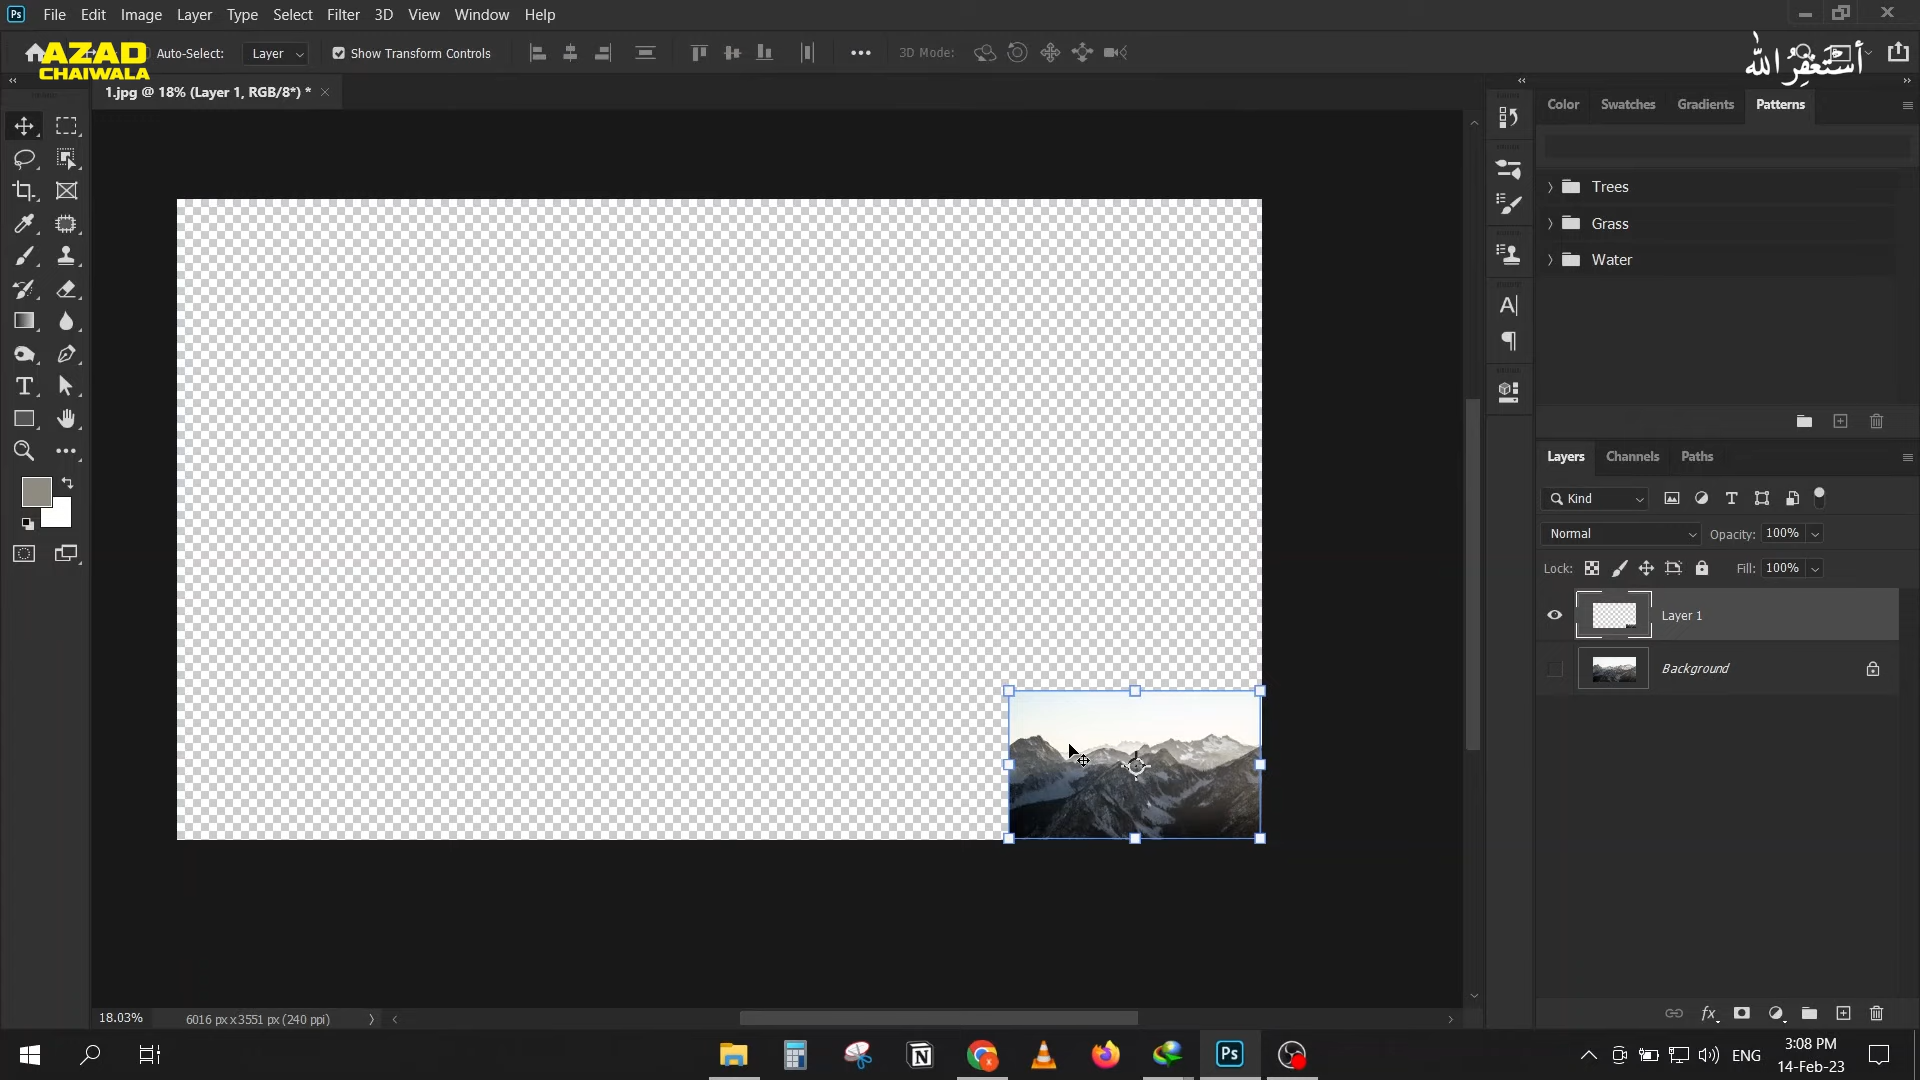 File Edit Image Layer Type Select Filter 3D View Window Help
AZAD
CHAIWALA
Auto-Select: Layer Show Transform Controls 3D Mode:
أستغفر الله
1.jpg @ 18% (Layer 1, RGB/8*) *
Color Swatches Gradients Patterns
Trees
Grass
Water
Layers Channels Paths
Kind
Normal Opacity: 100%
Lock: Fill: 100%
Layer 1
Background
18.03% 6016 px x 3551 px (240 ppi)
ENG
3:08 PM
14-Feb-23